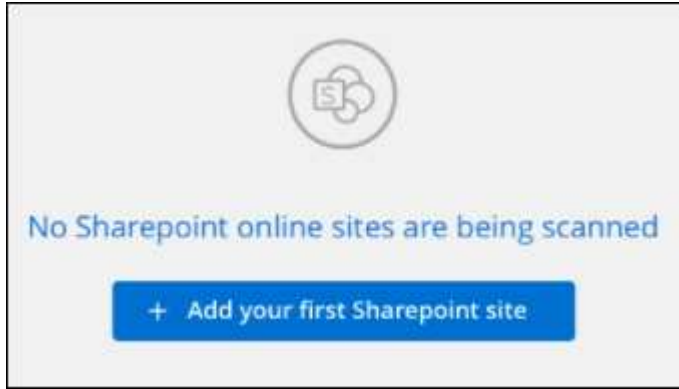 S
No Sharepoint online sites are being scanned
+ Add your first Sharepoint site